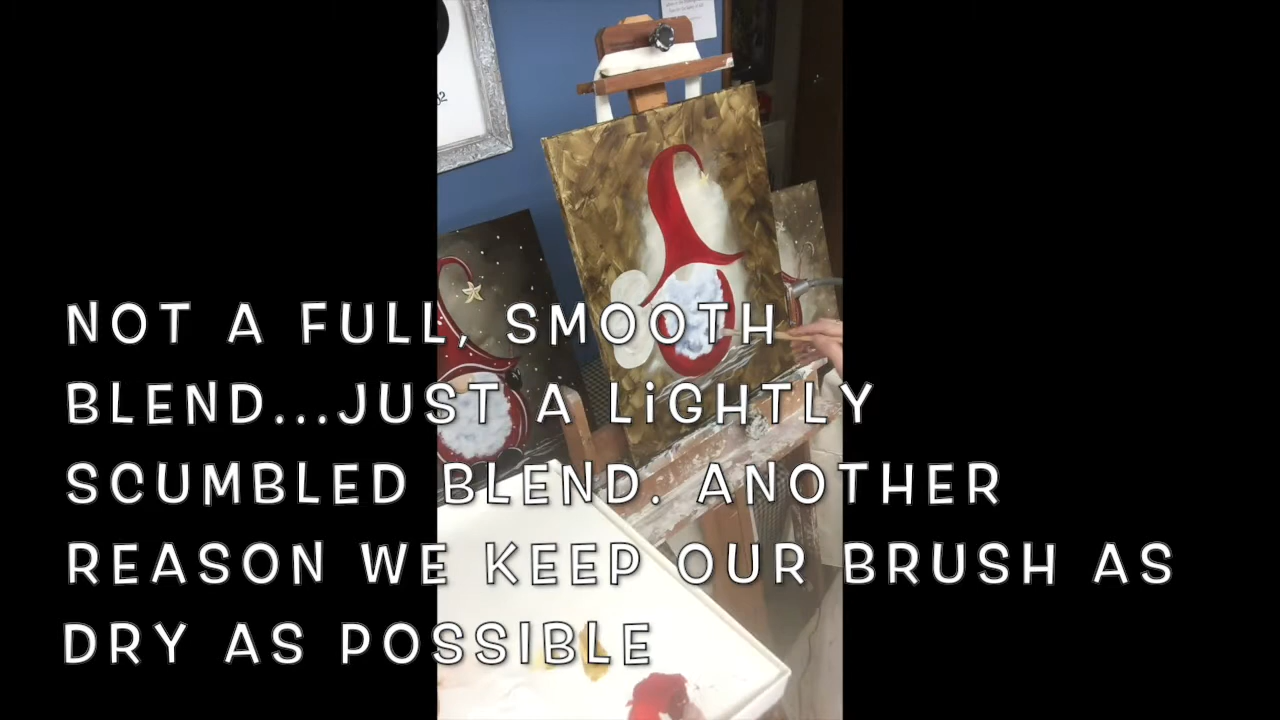 NOT A FULL, SMOOTH
BLEND...JUST A LiGHTLY
SCUMBLED BLEND. ANOTHER
REASON WE KEEP OUR BRUSH AS
DRY AS POSSIBLE